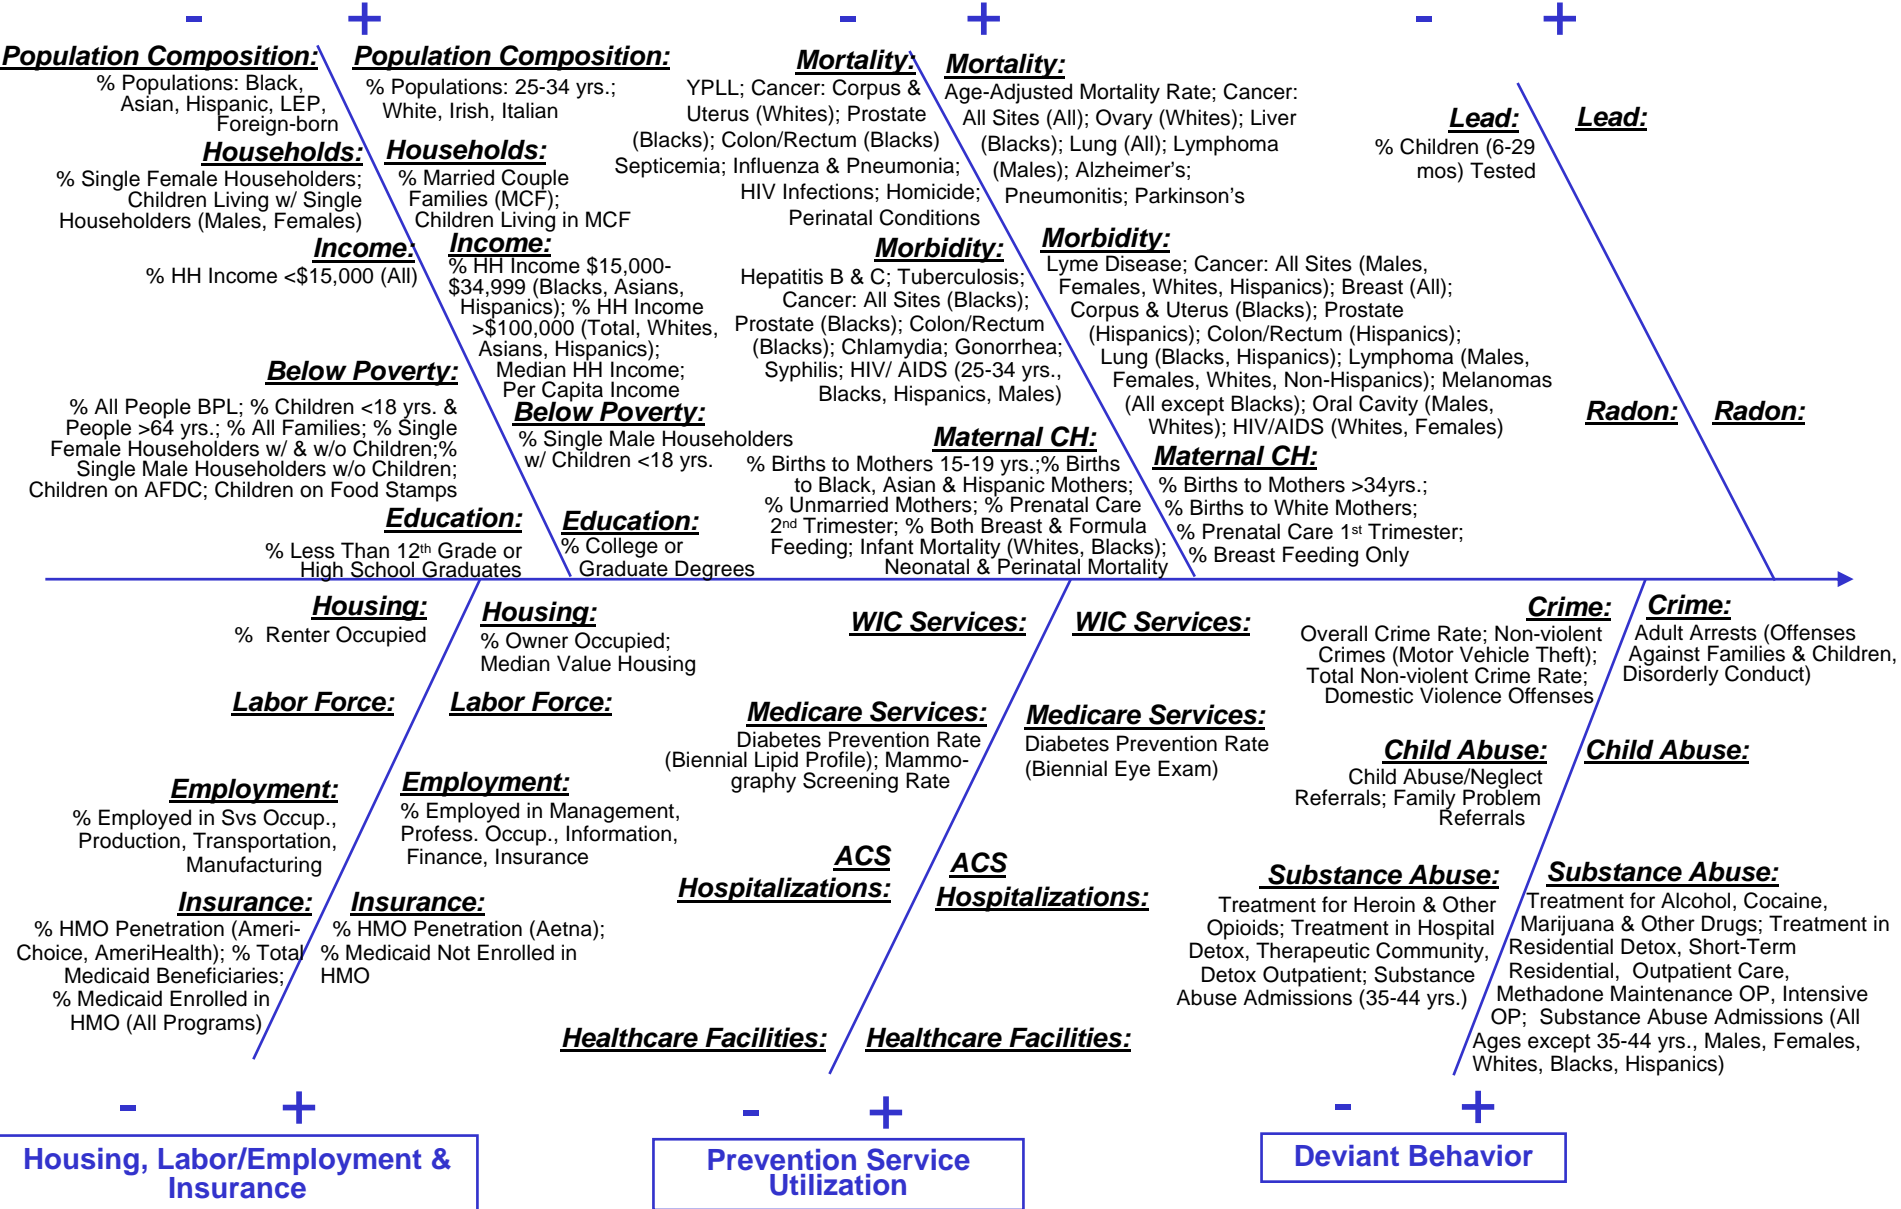 - +
Population Composition:
% Populations: Black,
Asian, Hispanic, LEP,
Foreign-born
Households:
% Single Female Householders;
Children Living w/ Single
Householders (Males, Females)
Income:
% HH Income <$15,000 (All)
Below Poverty:
% All People BPL; % Children <18 yrs. &
People >64 yrs.; % All Families; % Single
Female Householders w/ & w/o Children;%
Single Male Householders w/o Children;
Children on AFDC; Children on Food Stamps
Education:
% Less Than 12th Grade or
High School Graduates
Population Composition:
% Populations: 25-34 yrs.;
White, Irish, Italian
Households:
% Married Couple
Families (MCF);
Children Living in MCF
Income:
% HH Income $15,000-
$34,999 (Blacks, Asians,
Hispanics); % HH Income
>$100,000 (Total, Whites,
Asians, Hispanics);
Median HH Income;
Per Capita Income
Below Poverty:
% Single Male Householders
w/ Children <18 yrs.
Education:
% College or
Graduate Degrees
- +
Mortality:
YPLL; Cancer: Corpus &
Uterus (Whites); Prostate
(Blacks); Colon/Rectum (Blacks)
Septicemia; Influenza & Pneumonia;
HIV Infections; Homicide;
Perinatal Conditions
Morbidity:
Hepatitis B & C; Tuberculosis;
Cancer: All Sites (Blacks);
Prostate (Blacks); Colon/Rectum
(Blacks); Chlamydia; Gonorrhea;
Syphilis; HIV/ AIDS (25-34 yrs.,
Blacks, Hispanics, Males)
Maternal CH:
% Births to Mothers 15-19 yrs.;% Births
to Black, Asian & Hispanic Mothers;
% Unmarried Mothers; % Prenatal Care
2nd Trimester; % Both Breast & Formula
Feeding; Infant Mortality (Whites, Blacks);
Neonatal & Perinatal Mortality
Mortality:
Age-Adjusted Mortality Rate; Cancer:
All Sites (All); Ovary (Whites); Liver
(Blacks); Lung (All); Lymphoma
(Males); Alzheimer's;
Pneumonitis; Parkinson's
Morbidity:
Lyme Disease; Cancer: All Sites (Males,
Females, Whites, Hispanics); Breast (All);
Corpus & Uterus (Blacks); Prostate
(Hispanics); Colon/Rectum (Hispanics);
Lung (Blacks, Hispanics); Lymphoma (Males,
Females, Whites, Non-Hispanics); Melanomas
(All except Blacks); Oral Cavity (Males,
Whites); HIV/AIDS (Whites, Females)
Maternal CH:
% Births to Mothers >34yrs.;
% Births to White Mothers;
% Prenatal Care 1st Trimester;
% Breast Feeding Only
- +
Lead:
% Children (6-29
mos) Tested
Radon:
Lead:
Radon:
Housing:
% Renter Occupied
Labor Force:
Employment:
% Employed in Svs Occup.,
Production, Transportation,
Manufacturing
Insurance:
% HMO Penetration (Ameri-
Choice, AmeriHealth); % Total
Medicaid Beneficiaries;
% Medicaid Enrolled in
HMO (All Programs)
Housing:
% Owner Occupied;
Median Value Housing
Labor Force:
Employment:
% Employed in Management,
Profess. Occup., Information,
Finance, Insurance
Insurance:
% HMO Penetration (Aetna);
% Medicaid Not Enrolled in
HMO
- +
Housing, Labor/Employment &
Insurance
WIC Services:
Medicare Services:
Diabetes Prevention Rate
(Biennial Lipid Profile); Mammo-
graphy Screening Rate
ACS
Hospitalizations:
Healthcare Facilities:
WIC Services:
Medicare Services:
Diabetes Prevention Rate
(Biennial Eye Exam)
ACS
Hospitalizations:
Healthcare Facilities:
- +
Prevention Service
Utilization
Crime:
Overall Crime Rate; Non-violent
Crimes (Motor Vehicle Theft);
Total Non-violent Crime Rate;
Domestic Violence Offenses
Child Abuse:
Child Abuse/Neglect
Referrals; Family Problem
Referrals
Substance Abuse:
Treatment for Heroin & Other
Opioids; Treatment in Hospital
Detox, Therapeutic Community,
Detox Outpatient; Substance
Abuse Admissions (35-44 yrs.)
Crime:
Adult Arrests (Offenses
Against Families & Children,
Disorderly Conduct)
Child Abuse:
Substance Abuse:
Treatment for Alcohol, Cocaine,
Marijuana & Other Drugs; Treatment in
Residential Detox, Short-Term
Residential, Outpatient Care,
Methadone Maintenance OP, Intensive
OP; Substance Abuse Admissions (All
Ages except 35-44 yrs., Males, Females,
Whites, Blacks, Hispanics)
- +
Deviant Behavior